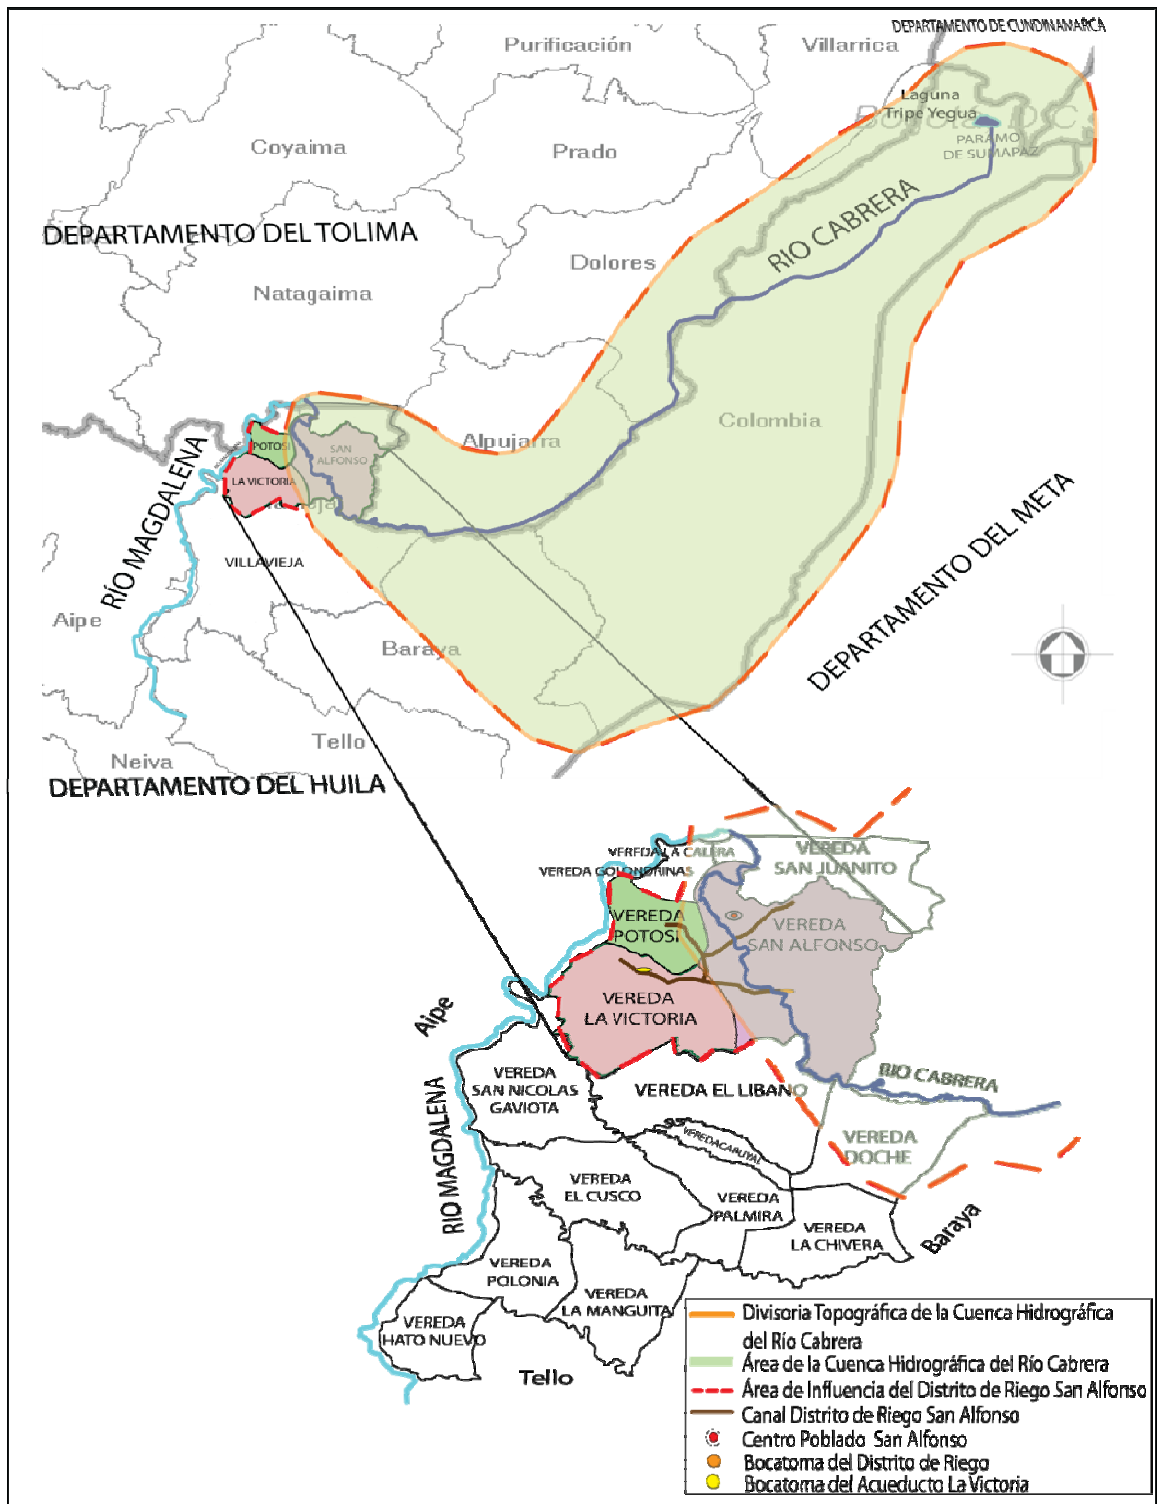 DEPARTAMENTO DE CUNDINAMARCA
Purificación
Villarrica
Laguna
Tripe Yegua
Bogotá D.C.
PARAMO
DE SUMAPAZ
Coyaima
Prado
RIO CABRERA
DEPARTAMENTO DEL TOLIMA
Dolores
Natagaima
Colombia
Alpujarra
POTOSI
SAN
ALFONSO
LA VICTORIA
RÍO MAGDALENA
VILLAVIEJA
DEPARTAMENTO DEL META
Aipe
Baraya
Tello
Neiva
DEPARTAMENTO DEL HUILA
VEREDA LA CALERA
VEREDA GOLONDRINAS
VEREDA
SAN JUANITO
VEREDA
POTOSI
VEREDA
SAN ALFONSO
VEREDA
LA VICTORIA
Aipe
VEREDA
SAN NICOLAS
GAVIOTA
VEREDA EL LIBANO
RIO CABRERA
RIO MAGDALENA
VEREDA CABUYAL
VEREDA
DOCHE
VEREDA
EL CUSCO
VEREDA
PALMIRA
VEREDA
LA CHIVERA
Baraya
VEREDA
POLONIA
VEREDA
LA MANGUITA
VEREDA
HATO NUEVO
Tello
Divisoria Topográfica de la Cuenca Hidrográfica
del Río Cabrera
Área de la Cuenca Hidrográfica del Río Cabrera
Área de Influencia del Distrito de Riego San Alfonso
Canal Distrito de Riego San Alfonso
Centro Poblado San Alfonso
Bocatoma del Distrito de Riego
Bocatoma del Acueducto La Victoria